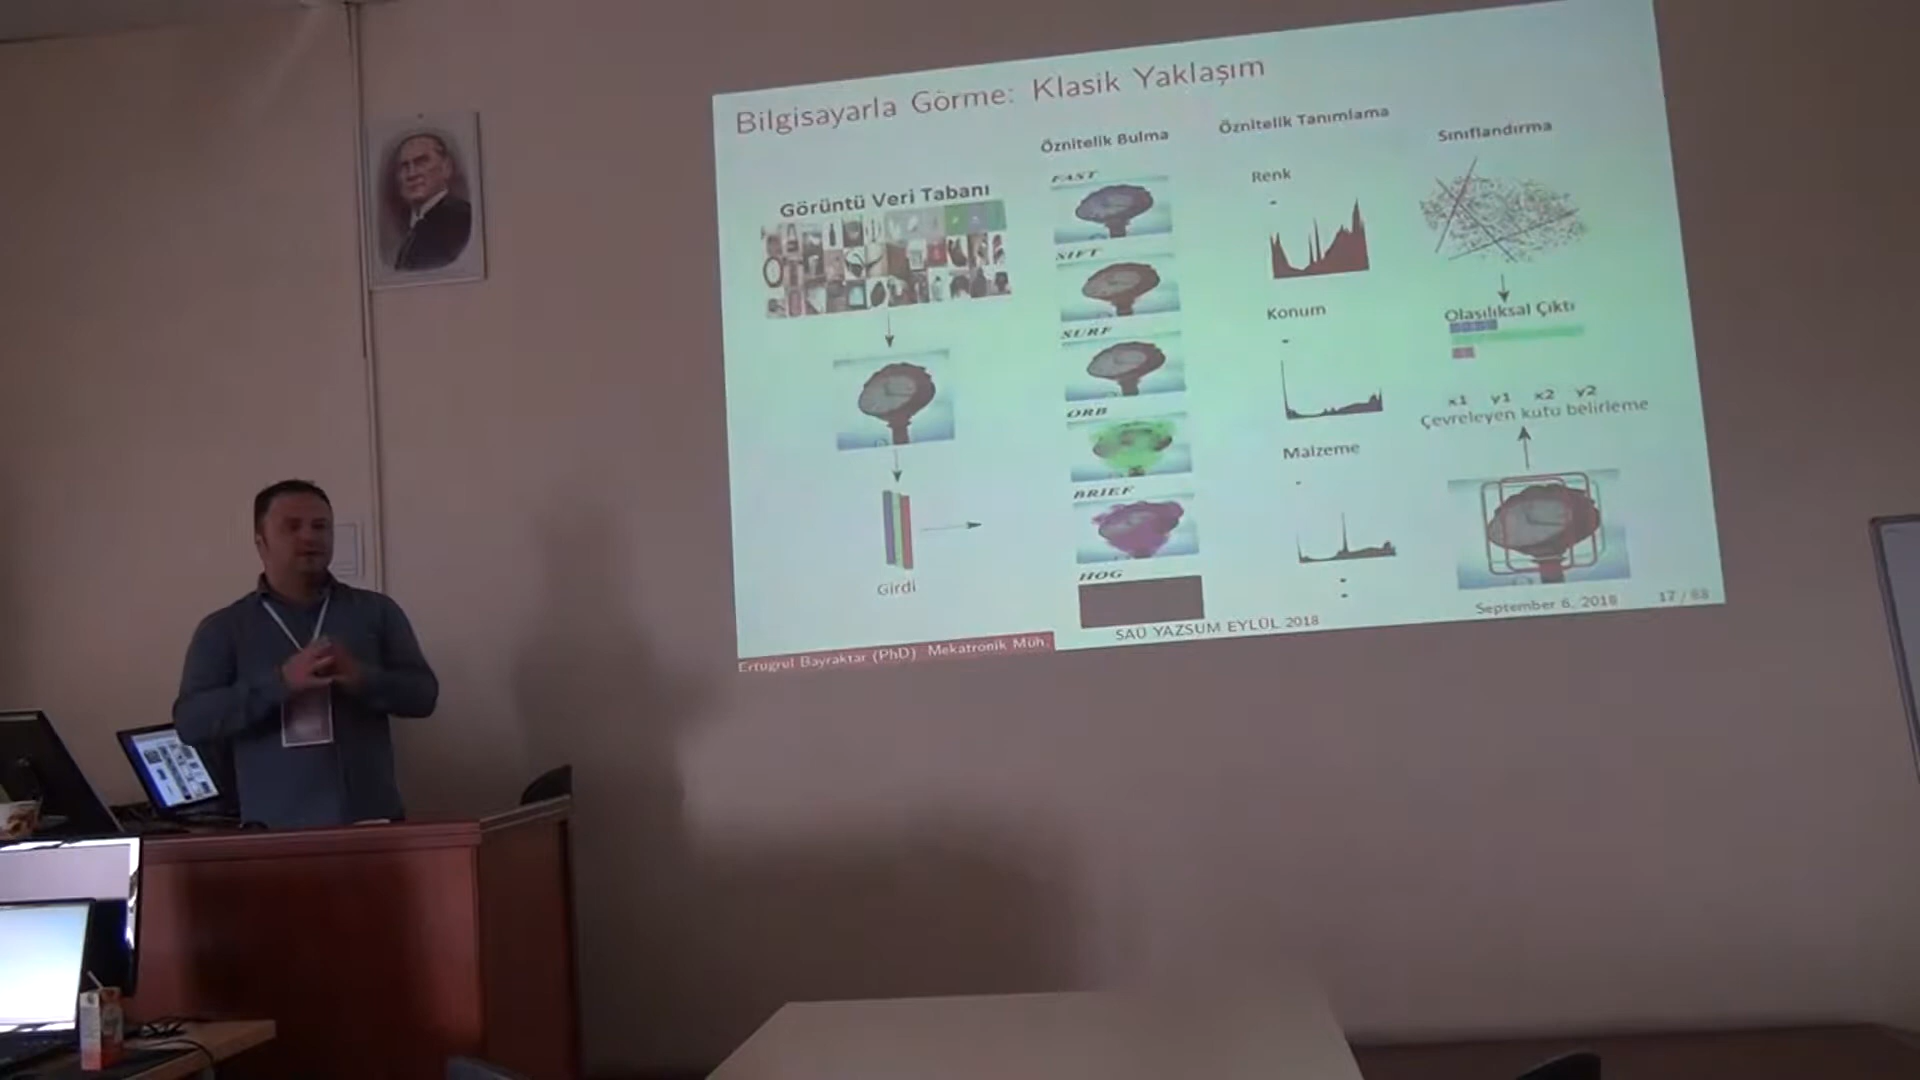 Bilgisayarla Görme: Klasik Yaklaşım
Görüntü Veri Tabanı
Girdi
Öznitelik Bulma
FAST
SIFT
SURF
ORB
BRIEF
HOG
Öznitelik Tanımlama
Renk
Konum
Malzeme
Sınıflandırma
Olasılıksal Çıktı
x1 y1 x2 y2
Çevreleyen kutu belirleme
Ertuğrul Bayraktar (PhD) Mekatronik Müh.
SAÜ YAZSUM EYLÜL 2018
September 6, 2018
17 / 68